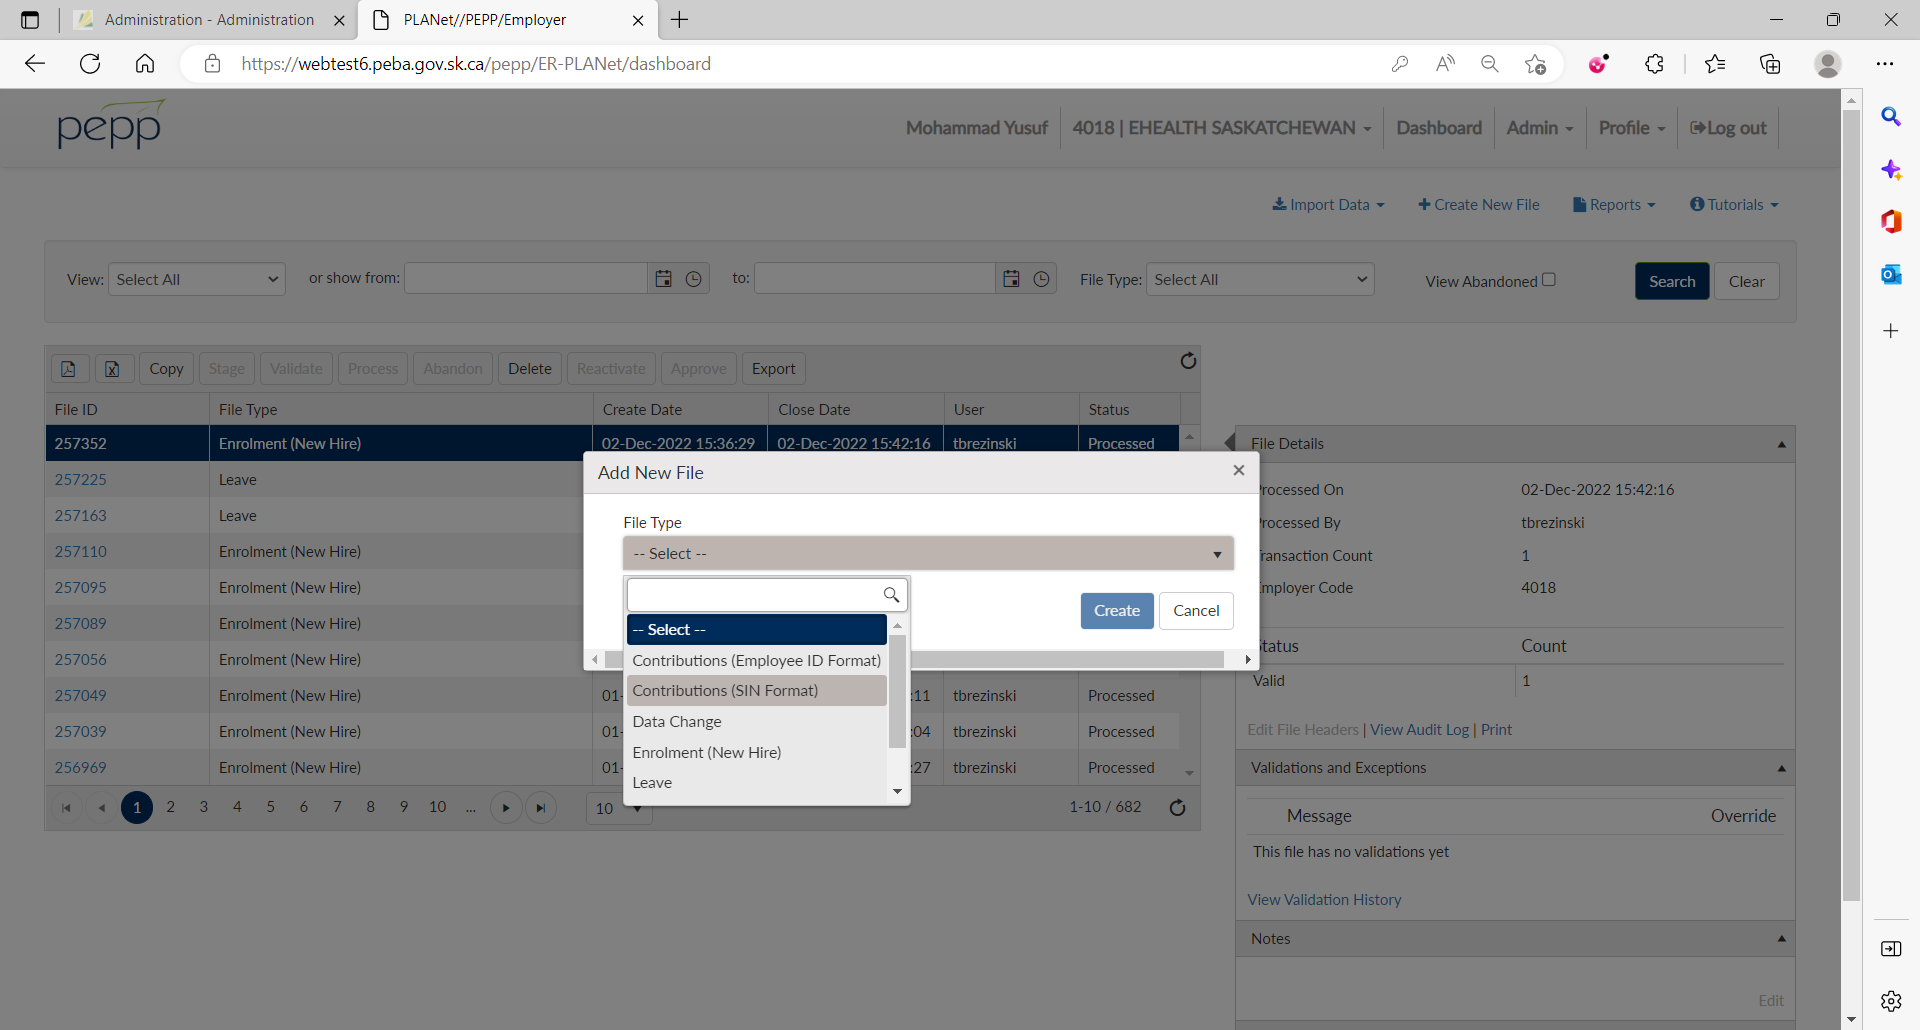 Administration - Administration
PLANet//PEPP/Employer
https://webtest6.peba.gov.sk.ca/pepp/ER-PLANet/dashboard
pepp
Mohammad Yusuf
4018 | EHEALTH SASKATCHEWAN
Dashboard
Admin
Profile
Log out
Import Data
Create New File
Reports
Tutorials
View: Select All
or show from:
to:
File Type: Select All
View Abandoned
Search
Clear
Copy
Stage
Validate
Process
Abandon
Delete
Reactivate
Approve
Export
File ID File Type Create Date Close Date User Status
257352 Enrolment (New Hire) 02-Dec-2022 15:36:29 02-Dec-2022 15:42:16 tbrezinski Processed
257225 Leave
257163 Leave
257110 Enrolment (New Hire)
257095 Enrolment (New Hire)
257089 Enrolment (New Hire)
257056 Enrolment (New Hire)
257049 Enrolment (New Hire) 01- :11 tbrezinski Processed
257039 Enrolment (New Hire) 01- :04 tbrezinski Processed
256969 Enrolment (New Hire) 01- :27 tbrezinski Processed
1 2 3 4 5 6 7 8 9 10 ...
10
1-10 / 682
Add New File
File Type
-- Select --
-- Select --
Contributions (Employee ID Format)
Contributions (SIN Format)
Data Change
Enrolment (New Hire)
Leave
Create
Cancel
File Details
rocessed On 02-Dec-2022 15:42:16
rocessed By tbrezinski
ransaction Count 1
mployer Code 4018
tatus Count
Valid 1
Edit File Headers | View Audit Log | Print
Validations and Exceptions
Message Override
This file has no validations yet
View Validation History
Notes
Edit